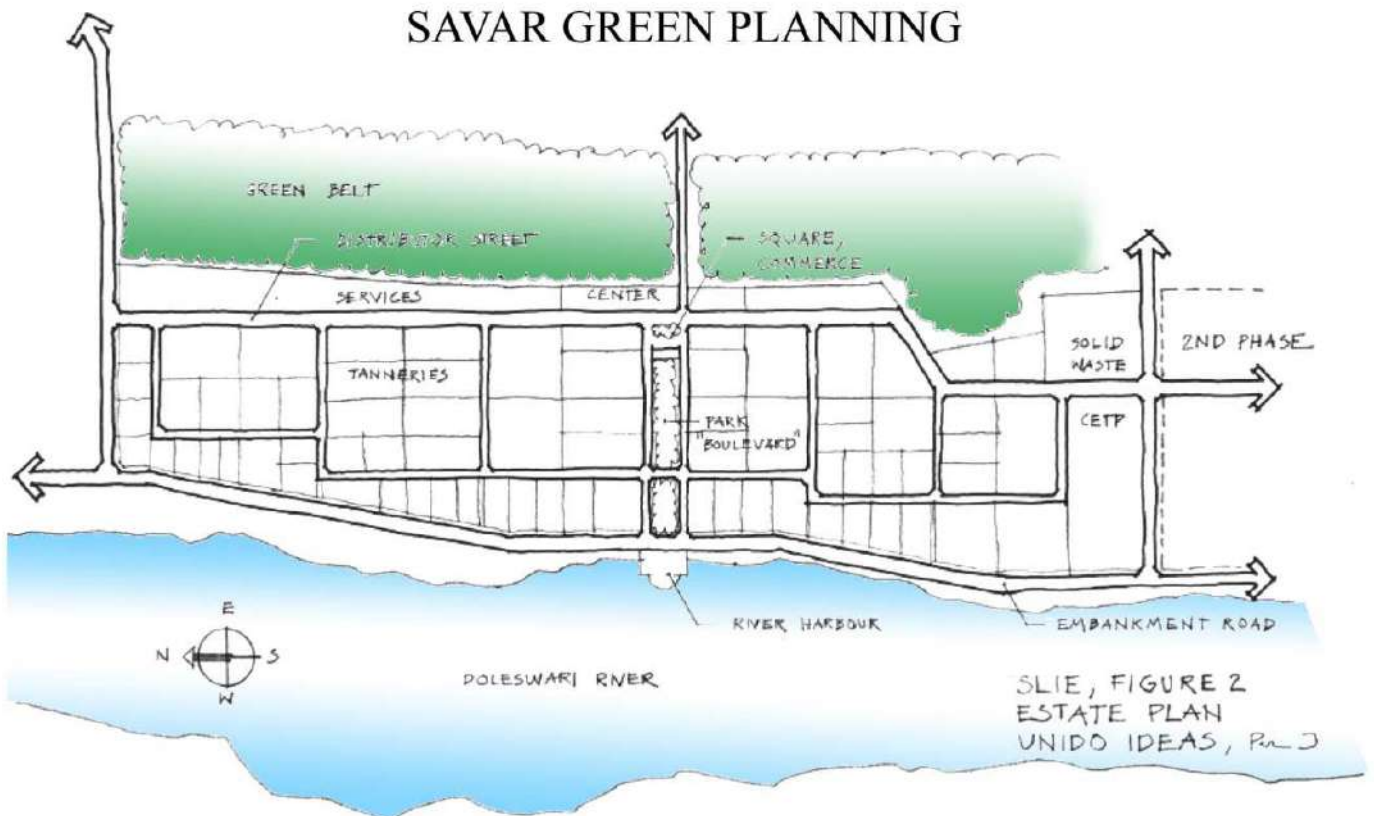 SAVAR GREEN PLANNING
GREEN BELT
DISTRIBUTOR STREET
SQUARE,
COMMERCE
SERVICES
CENTER
SOLID
WASTE
2ND PHASE
TANNERIES
PARK
"BOULEVARD"
CETP
RIVER HARBOUR
EMBANKMENT ROAD
E
N
S
W
DOLESWARI RIVER
SLIE, FIGURE 2
ESTATE PLAN
UNIDO IDEAS,